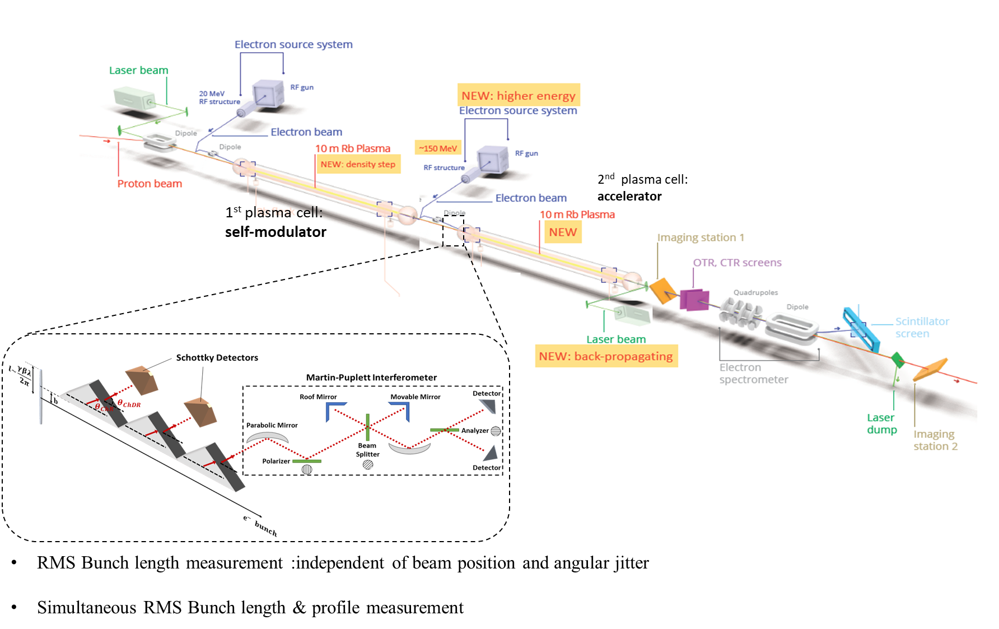 Electron source system
Laser beam
RF gun
20 MeV
RF structure
NEW: higher energy
Electron source system
Dipole
Electron beam
Dipole
10 m Rb Plasma
NEW: density step
~150 MeV
RF gun
RF structure
Proton beam
2nd plasma cell:
accelerator
Electron beam
1st plasma cell:
self-modulator
Dipole
10 m Rb Plasma
NEW
Imaging station 1
OTR, CTR screens
Quadrupoles
Dipole
Scintillator
screen
Laser beam
NEW: back-propagating
Electron
spectrometer
Laser
dump
Imaging
station 2
Schottky Detectors
l~γβλ/2π
b
θChR
θChDR
Martin-Puplett Interferometer
Roof Mirror
Movable Mirror
Detector
Parabolic Mirror
Analyzer
Beam
Splitter
Polarizer
Detector
e⁻ bunch
• RMS Bunch length measurement :independent of beam position and angular jitter
• Simultaneous RMS Bunch length & profile measurement